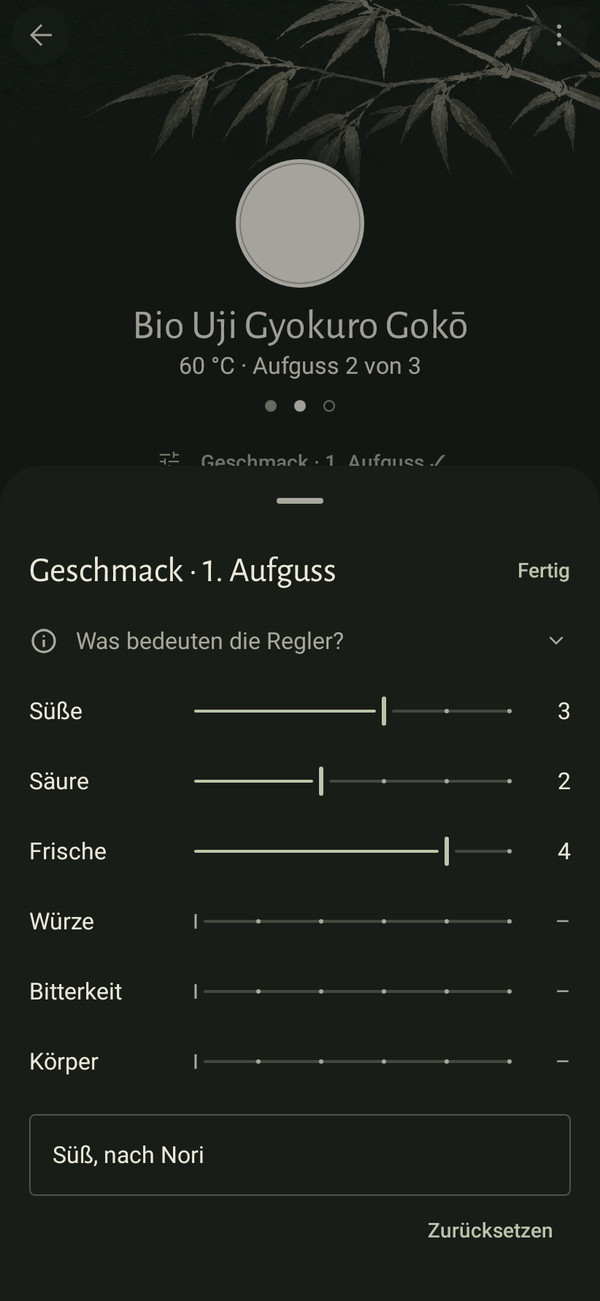 Bio Uji Gyokuro Gokō
60 °C · Aufguss 2 von 3
Geschmack · 1. Aufguss ✓
Geschmack · 1. Aufguss
Fertig
Was bedeuten die Regler?
Süße 3
Säure 2
Frische 4
Würze –
Bitterkeit –
Körper –
Süß, nach Nori
Zurücksetzen